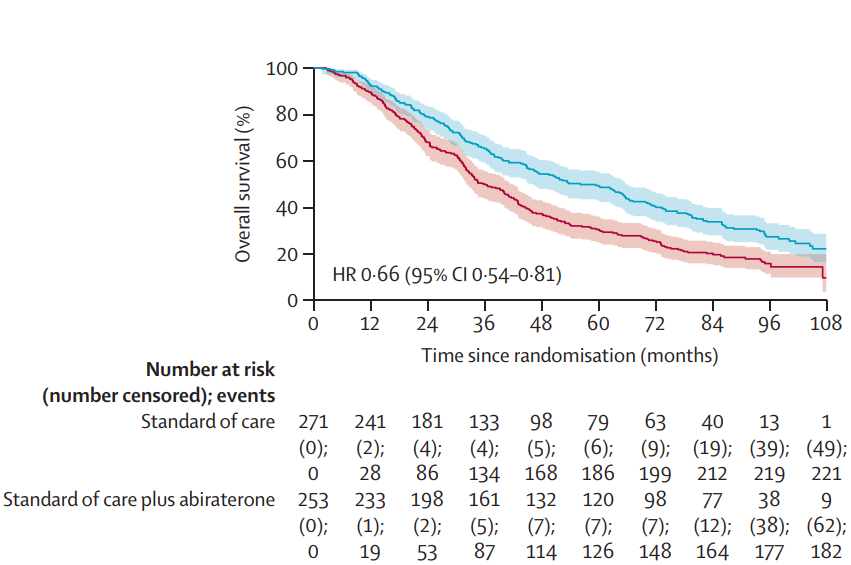 100
80
60
40
20
0
Overall survival (%)
HR 0·66 (95% CI 0·54–0·81)
0 12 24 36 48 60 72 84 96 108
Time since randomisation (months)
Number at risk
(number censored); events
Standard of care 271 241 181 133 98 79 63 40 13 1
(0); (2); (4); (4); (5); (6); (9); (19); (39); (49);
0 28 86 134 168 186 199 212 219 221
Standard of care plus abiraterone 253 233 198 161 132 120 98 77 38 9
(0); (1); (2); (5); (7); (7); (7); (12); (38); (62);
0 19 53 87 114 126 148 164 177 182